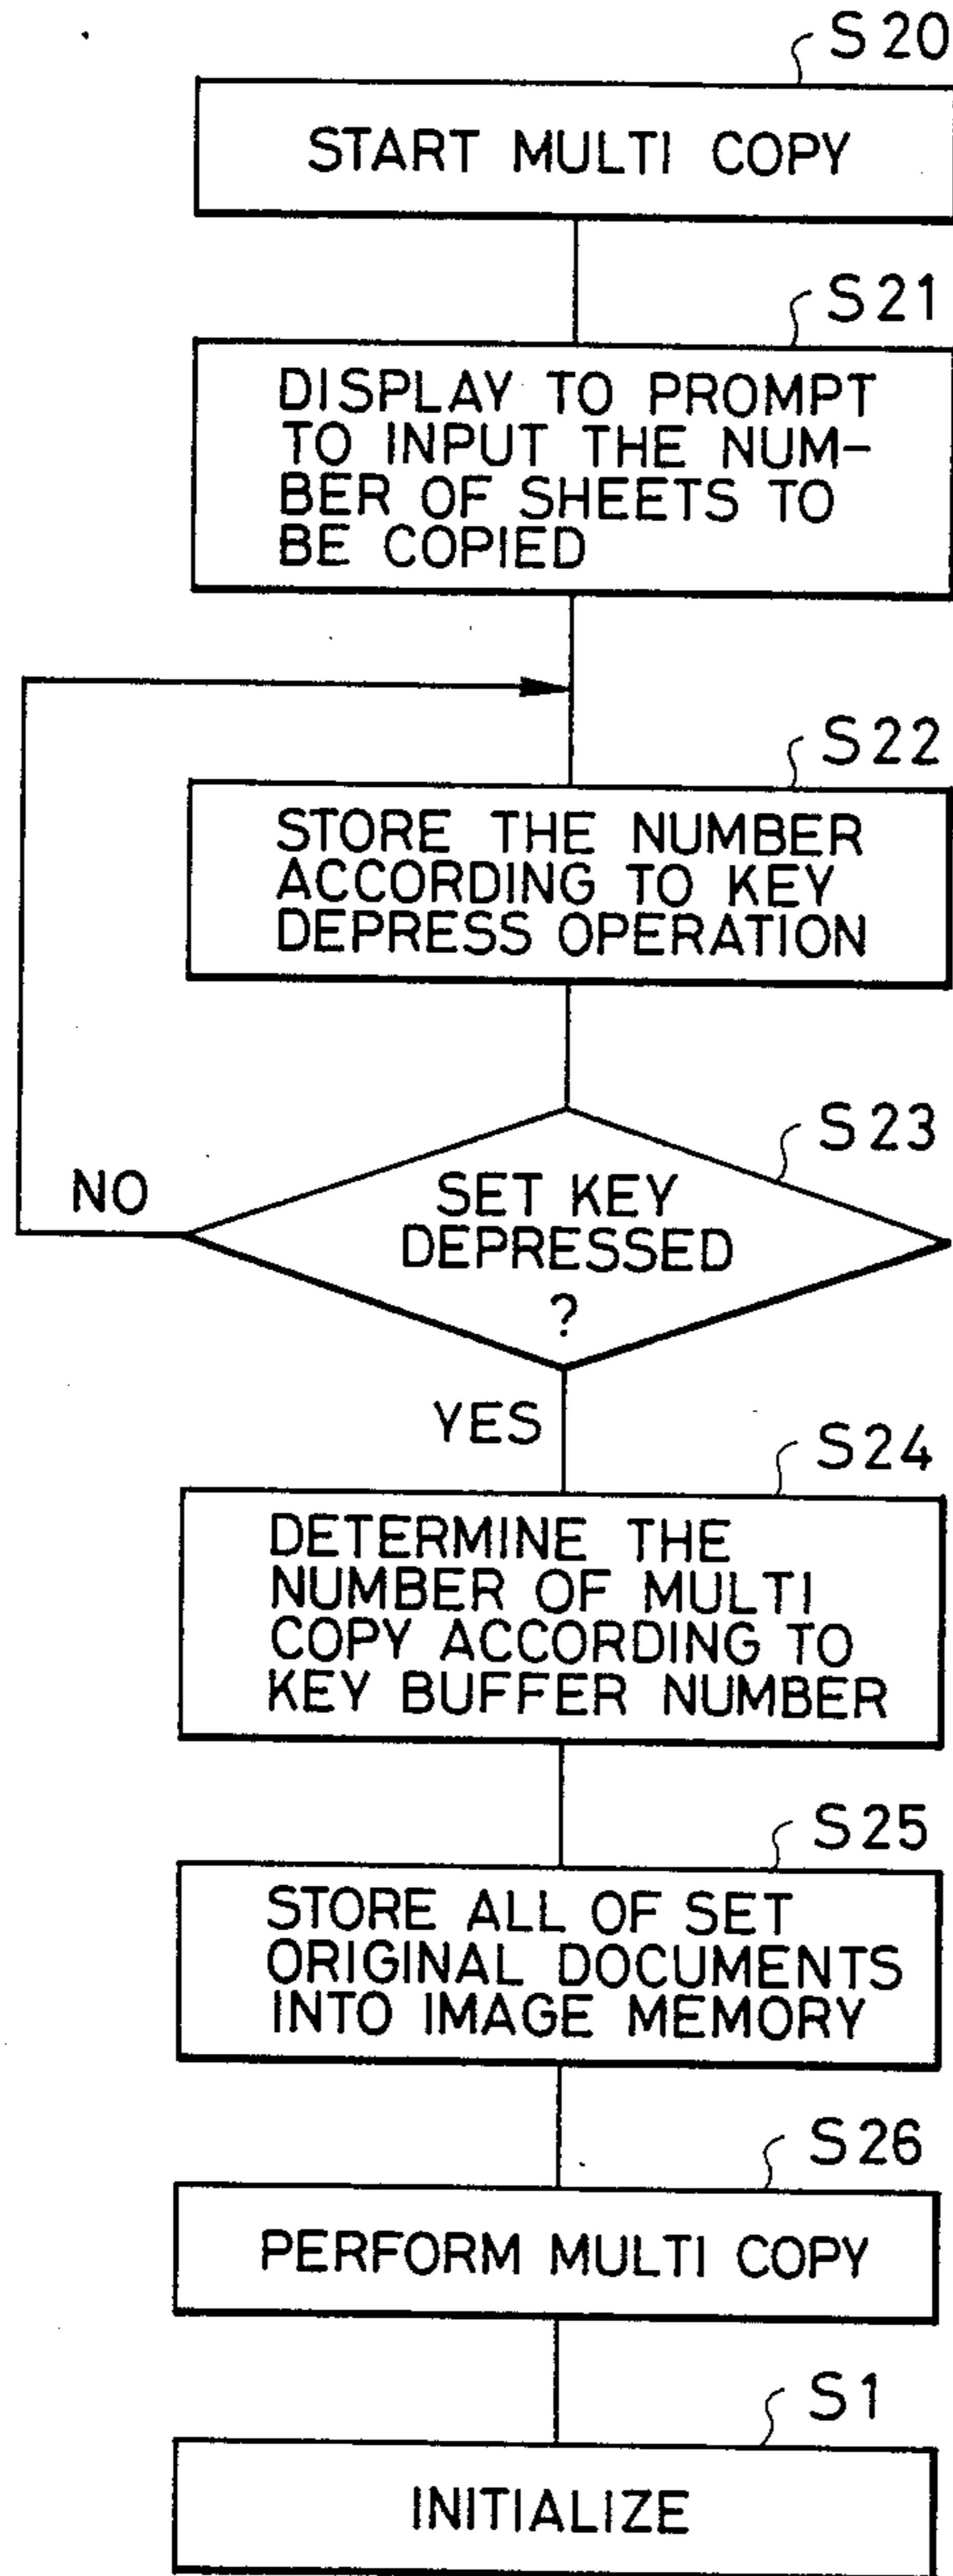 S20
START MULTI COPY
S21
DISPLAY TO PROMPT
TO INPUT THE NUM-
BER OF SHEETS TO
BE COPIED
S22
STORE THE NUMBER
ACCORDING TO KEY
DEPRESS OPERATION
S23
NO
SET KEY
DEPRESSED
?
YES
S24
DETERMINE THE
NUMBER OF MULTI
COPY ACCORDING TO
KEY BUFFER NUMBER
S25
STORE ALL OF SET
ORIGINAL DOCUMENTS
INTO IMAGE MEMORY
S26
PERFORM MULTI COPY
S1
INITIALIZE